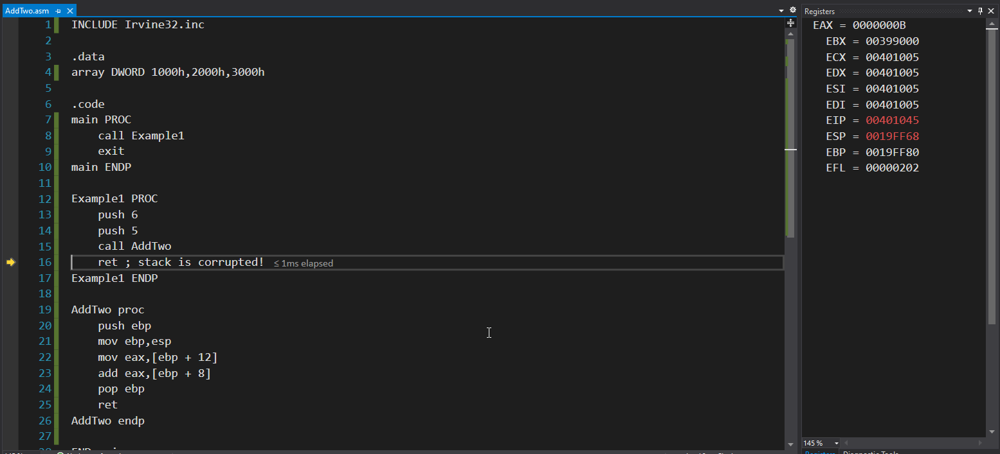 AddTwo.asm
1 INCLUDE Irvine32.inc
2
3 .data
4 array DWORD 1000h,2000h,3000h
5
6 .code
7 main PROC
8 call Example1
9 exit
10 main ENDP
11
12 Example1 PROC
13 push 6
14 push 5
15 call AddTwo
16 ret ; stack is corrupted! ≤ 1ms elapsed
17 Example1 ENDP
18
19 AddTwo proc
20 push ebp
21 mov ebp,esp
22 mov eax,[ebp + 12]
23 add eax,[ebp + 8]
24 pop ebp
25 ret
26 AddTwo endp
27
Registers
EAX = 0000000B
EBX = 00399000
ECX = 00401005
EDX = 00401005
ESI = 00401005
EDI = 00401005
EIP = 00401045
ESP = 0019FF68
EBP = 0019FF80
EFL = 00000202
145 %
Registers Diagnostic Tools